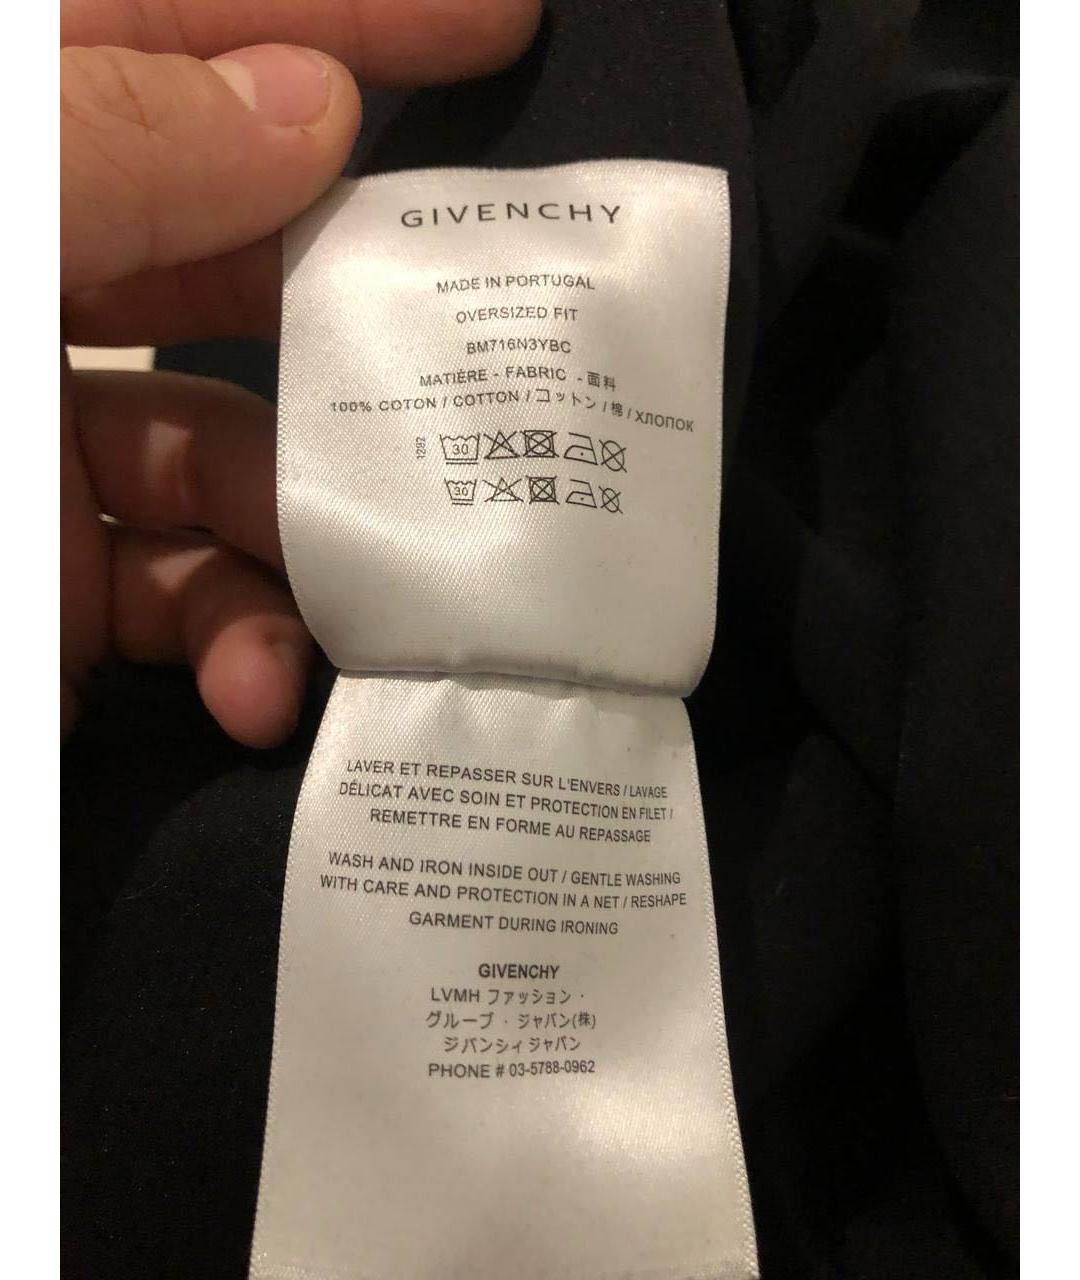 GIVENCHY
MADE IN PORTUGAL
OVERSIZED FIT
BM716N3YBC
MATIÈRE - FABRIC - 面料
100% COTON / COTTON / コットン / 棉 / ХЛОПОК
1282
30
30
LAVER ET REPASSER SUR L'ENVERS / LAVAGE
DÉLICAT AVEC SOIN ET PROTECTION EN FILET /
REMETTRE EN FORME AU REPASSAGE
WASH AND IRON INSIDE OUT / GENTLE WASHING
WITH CARE AND PROTECTION IN A NET / RESHAPE
GARMENT DURING IRONING
GIVENCHY
LVMH ファッション ·
グループ · ジャパン(株)
ジバンシィ ジャパン
PHONE # 03-5788-0962